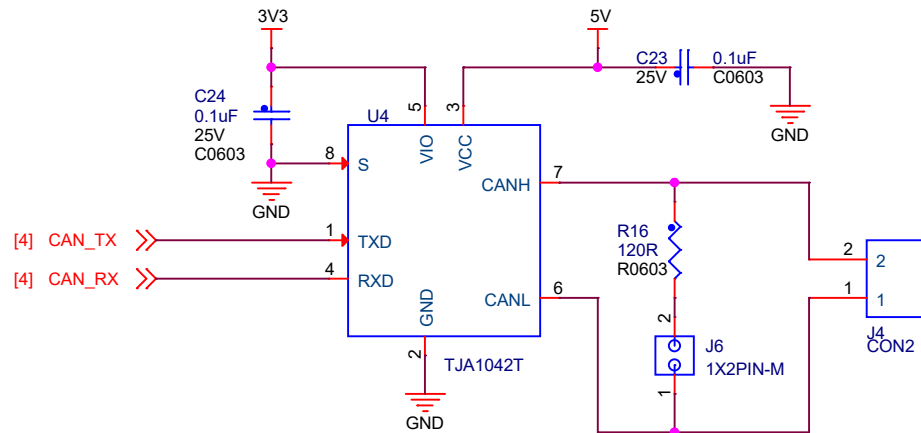 3V3
5V
C23
25V
0.1uF
C0603
GND
C24
0.1uF
25V
C0603
GND
U4
5
VIO
3
VCC
8
S
CANH
7
[4] CAN_TX
1
TXD
[4] CAN_RX
4
RXD
GND
2
CANL
6
TJA1042T
GND
R16
120R
R0603
2
J6
1X2PIN-M
1
2
2
1
1
J4
CON2